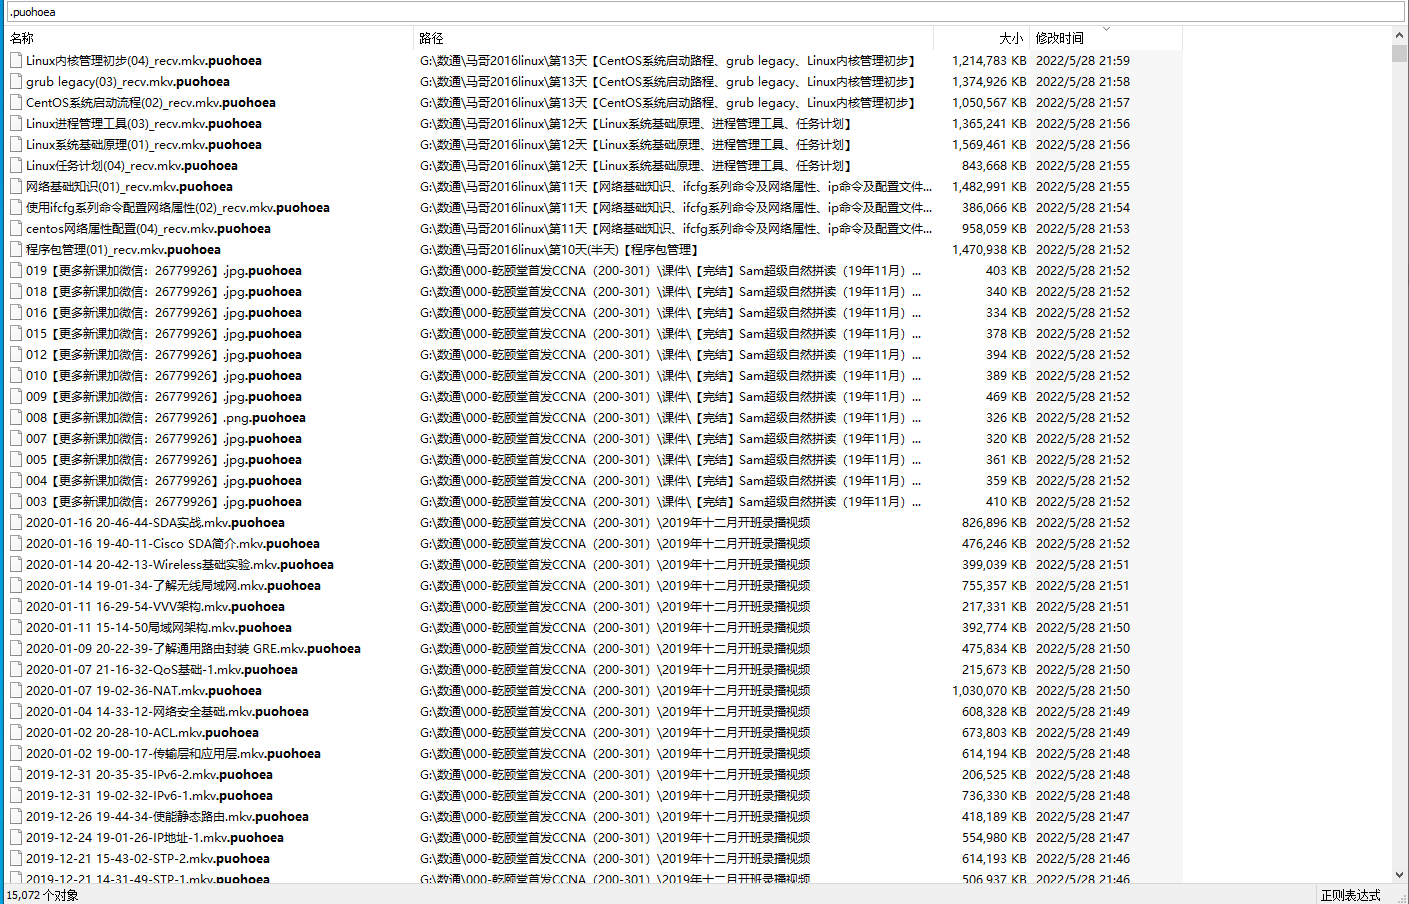 .puohoea
名称 路径 大小 修改时间
Linux内核管理初步(04)_recv.mkv.puohoea G:\数通\马哥2016linux\第13天【CentOS系统启动路程、grub legacy、Linux内核管理初步】 1,214,783 KB 2022/5/28 21:59
grub legacy(03)_recv.mkv.puohoea G:\数通\马哥2016linux\第13天【CentOS系统启动路程、grub legacy、Linux内核管理初步】 1,374,926 KB 2022/5/28 21:58
CentOS系统启动流程(02)_recv.mkv.puohoea G:\数通\马哥2016linux\第13天【CentOS系统启动路程、grub legacy、Linux内核管理初步】 1,050,567 KB 2022/5/28 21:57
Linux进程管理工具(03)_recv.mkv.puohoea G:\数通\马哥2016linux\第12天【Linux系统基础原理、进程管理工具、任务计划】 1,365,241 KB 2022/5/28 21:56
Linux系统基础原理(01)_recv.mkv.puohoea G:\数通\马哥2016linux\第12天【Linux系统基础原理、进程管理工具、任务计划】 1,569,461 KB 2022/5/28 21:56
Linux任务计划(04)_recv.mkv.puohoea G:\数通\马哥2016linux\第12天【Linux系统基础原理、进程管理工具、任务计划】 843,668 KB 2022/5/28 21:55
网络基础知识(01)_recv.mkv.puohoea G:\数通\马哥2016linux\第11天【网络基础知识、ifcfg系列命令及网络属性、ip命令及配置文件... 1,482,991 KB 2022/5/28 21:55
使用ifcfg系列命令配置网络属性(02)_recv.mkv.puohoea G:\数通\马哥2016linux\第11天【网络基础知识、ifcfg系列命令及网络属性、ip命令及配置文件... 386,066 KB 2022/5/28 21:54
centos网络属性配置(04)_recv.mkv.puohoea G:\数通\马哥2016linux\第11天【网络基础知识、ifcfg系列命令及网络属性、ip命令及配置文件... 958,059 KB 2022/5/28 21:53
程序包管理(01)_recv.mkv.puohoea G:\数通\马哥2016linux\第10天(半天)【程序包管理】 1,470,938 KB 2022/5/28 21:52
019【更多新课加微信：26779926】.jpg.puohoea G:\数通\000-乾颐堂首发CCNA（200-301）\课件\【完结】Sam超级自然拼读（19年11月）... 403 KB 2022/5/28 21:52
018【更多新课加微信：26779926】.jpg.puohoea G:\数通\000-乾颐堂首发CCNA（200-301）\课件\【完结】Sam超级自然拼读（19年11月）... 340 KB 2022/5/28 21:52
016【更多新课加微信：26779926】.jpg.puohoea G:\数通\000-乾颐堂首发CCNA（200-301）\课件\【完结】Sam超级自然拼读（19年11月）... 334 KB 2022/5/28 21:52
015【更多新课加微信：26779926】.jpg.puohoea G:\数通\000-乾颐堂首发CCNA（200-301）\课件\【完结】Sam超级自然拼读（19年11月）... 378 KB 2022/5/28 21:52
012【更多新课加微信：26779926】.jpg.puohoea G:\数通\000-乾颐堂首发CCNA（200-301）\课件\【完结】Sam超级自然拼读（19年11月）... 394 KB 2022/5/28 21:52
010【更多新课加微信：26779926】.jpg.puohoea G:\数通\000-乾颐堂首发CCNA（200-301）\课件\【完结】Sam超级自然拼读（19年11月）... 389 KB 2022/5/28 21:52
009【更多新课加微信：26779926】.jpg.puohoea G:\数通\000-乾颐堂首发CCNA（200-301）\课件\【完结】Sam超级自然拼读（19年11月）... 469 KB 2022/5/28 21:52
008【更多新课加微信：26779926】.png.puohoea G:\数通\000-乾颐堂首发CCNA（200-301）\课件\【完结】Sam超级自然拼读（19年11月）... 326 KB 2022/5/28 21:52
007【更多新课加微信：26779926】.jpg.puohoea G:\数通\000-乾颐堂首发CCNA（200-301）\课件\【完结】Sam超级自然拼读（19年11月）... 320 KB 2022/5/28 21:52
005【更多新课加微信：26779926】.jpg.puohoea G:\数通\000-乾颐堂首发CCNA（200-301）\课件\【完结】Sam超级自然拼读（19年11月）... 361 KB 2022/5/28 21:52
004【更多新课加微信：26779926】.jpg.puohoea G:\数通\000-乾颐堂首发CCNA（200-301）\课件\【完结】Sam超级自然拼读（19年11月）... 359 KB 2022/5/28 21:52
003【更多新课加微信：26779926】.jpg.puohoea G:\数通\000-乾颐堂首发CCNA（200-301）\课件\【完结】Sam超级自然拼读（19年11月）... 410 KB 2022/5/28 21:52
2020-01-16 20-46-44-SDA实战.mkv.puohoea G:\数通\000-乾颐堂首发CCNA（200-301）\2019年十二月开班录播视频 826,896 KB 2022/5/28 21:52
2020-01-16 19-40-11-Cisco SDA简介.mkv.puohoea G:\数通\000-乾颐堂首发CCNA（200-301）\2019年十二月开班录播视频 476,246 KB 2022/5/28 21:52
2020-01-14 20-42-13-Wireless基础实验.mkv.puohoea G:\数通\000-乾颐堂首发CCNA（200-301）\2019年十二月开班录播视频 399,039 KB 2022/5/28 21:51
2020-01-14 19-01-34-了解无线局域网.mkv.puohoea G:\数通\000-乾颐堂首发CCNA（200-301）\2019年十二月开班录播视频 755,357 KB 2022/5/28 21:51
2020-01-11 16-29-54-VVV架构.mkv.puohoea G:\数通\000-乾颐堂首发CCNA（200-301）\2019年十二月开班录播视频 217,331 KB 2022/5/28 21:51
2020-01-11 15-14-50局域网架构.mkv.puohoea G:\数通\000-乾颐堂首发CCNA（200-301）\2019年十二月开班录播视频 392,774 KB 2022/5/28 21:50
2020-01-09 20-22-39-了解通用路由封装 GRE.mkv.puohoea G:\数通\000-乾颐堂首发CCNA（200-301）\2019年十二月开班录播视频 475,834 KB 2022/5/28 21:50
2020-01-07 21-16-32-QoS基础-1.mkv.puohoea G:\数通\000-乾颐堂首发CCNA（200-301）\2019年十二月开班录播视频 215,673 KB 2022/5/28 21:50
2020-01-07 19-02-36-NAT.mkv.puohoea G:\数通\000-乾颐堂首发CCNA（200-301）\2019年十二月开班录播视频 1,030,070 KB 2022/5/28 21:50
2020-01-04 14-33-12-网络安全基础.mkv.puohoea G:\数通\000-乾颐堂首发CCNA（200-301）\2019年十二月开班录播视频 608,328 KB 2022/5/28 21:49
2020-01-02 20-28-10-ACL.mkv.puohoea G:\数通\000-乾颐堂首发CCNA（200-301）\2019年十二月开班录播视频 673,803 KB 2022/5/28 21:49
2020-01-02 19-00-17-传输层和应用层.mkv.puohoea G:\数通\000-乾颐堂首发CCNA（200-301）\2019年十二月开班录播视频 614,194 KB 2022/5/28 21:48
2019-12-31 20-35-35-IPv6-2.mkv.puohoea G:\数通\000-乾颐堂首发CCNA（200-301）\2019年十二月开班录播视频 206,525 KB 2022/5/28 21:48
2019-12-31 19-02-32-IPv6-1.mkv.puohoea G:\数通\000-乾颐堂首发CCNA（200-301）\2019年十二月开班录播视频 736,330 KB 2022/5/28 21:48
2019-12-26 19-44-34-使能静态路由.mkv.puohoea G:\数通\000-乾颐堂首发CCNA（200-301）\2019年十二月开班录播视频 418,189 KB 2022/5/28 21:47
2019-12-24 19-01-26-IP地址-1.mkv.puohoea G:\数通\000-乾颐堂首发CCNA（200-301）\2019年十二月开班录播视频 554,980 KB 2022/5/28 21:47
2019-12-21 15-43-02-STP-2.mkv.puohoea G:\数通\000-乾颐堂首发CCNA（200-301）\2019年十二月开班录播视频 614,193 KB 2022/5/28 21:46
2019-12-21 14-31-49-STP-1.mkv.puohoea G:\数通\000-乾颐堂首发CCNA（200-301）\2019年十二月开班录播视频 506,937 KB 2022/5/28 21:46
15,072 个对象 正则表达式